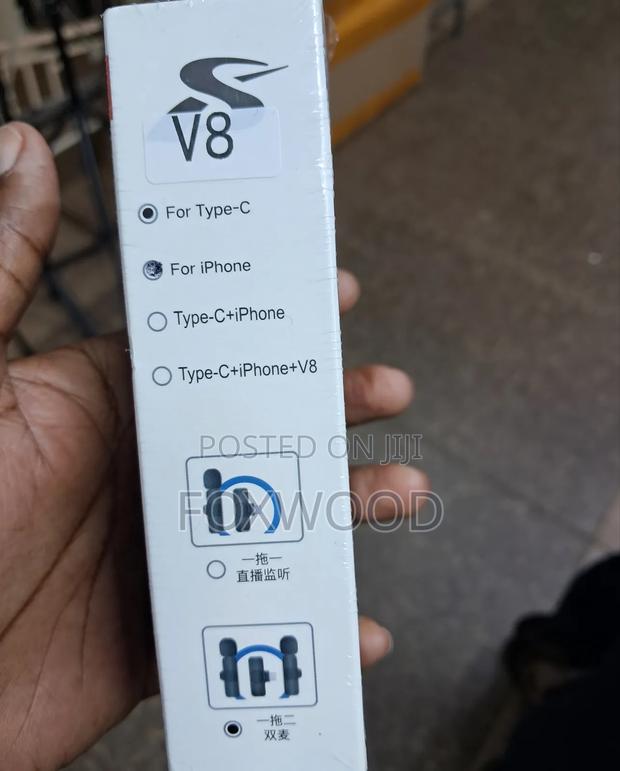 V8
For Type-C
For iPhone
Type-C+iPhone
Type-C+iPhone+V8
POSTED ON JIJI
FOXWOOD
一拖一
直播监听
一拖二
双麦